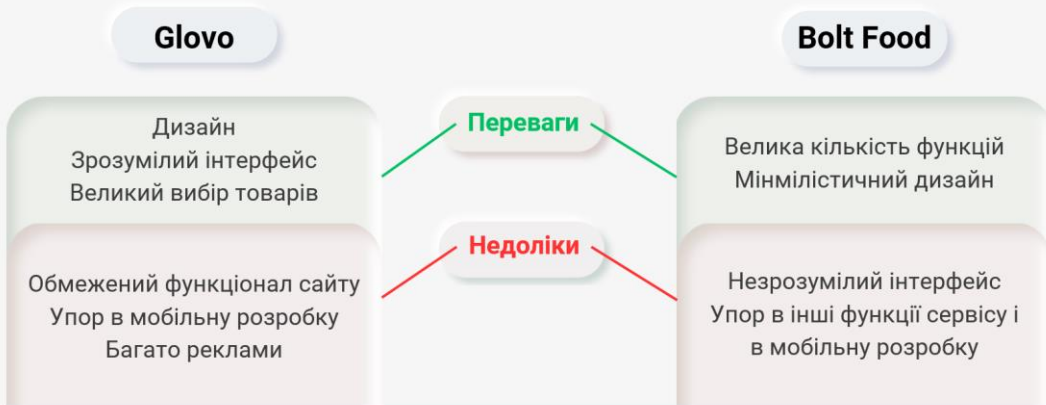 Glovo
Bolt Food
Переваги
Дизайн
Зрозумілий інтерфейс
Великий вибір товарів
Велика кількість функцій
Мінмілістичний дизайн
Недоліки
Обмежений функціонал сайту
Упор в мобільну розробку
Багато реклами
Незрозумілий інтерфейс
Упор в інші функції сервісу і
в мобільну розробку